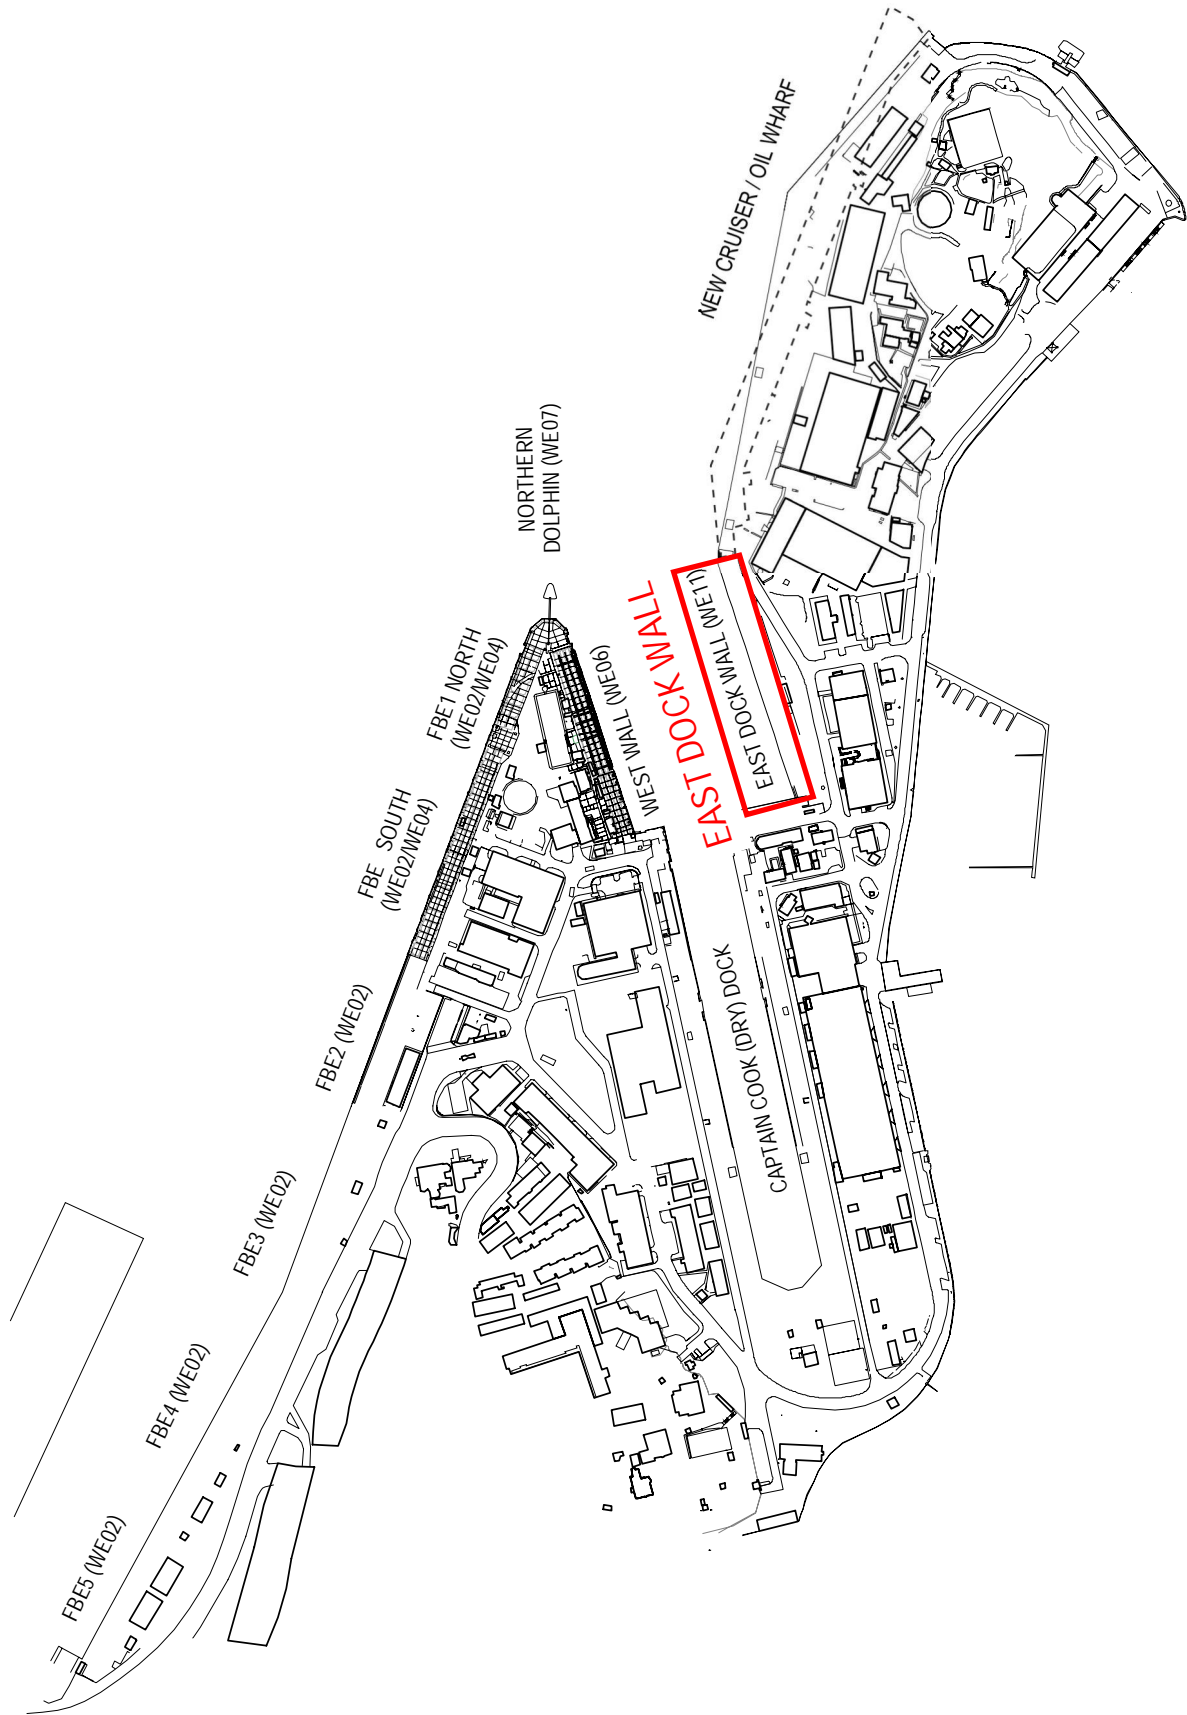 NEW CRUISER / OIL WHARF
NORTHERN
DOLPHIN (WE07)
FBE1 NORTH
(WE02/WE04)
WEST WALL (WE06)
EAST DOCK WALL
EAST DOCK WALL (WE11)
FBE SOUTH
(WE02/WE04)
FBE2 (WE02)
CAPTAIN COOK (DRY) DOCK
FBE3 (WE02)
FBE4 (WE02)
FBE5 (WE02)